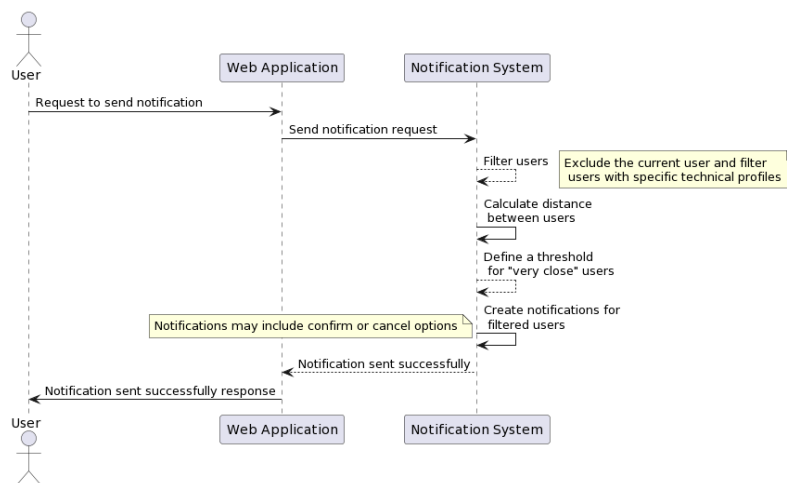 User
Web Application
Notification System
Request to send notification
Send notification request
Filter users
Exclude the current user and filter
users with specific technical profiles
Calculate distance
between users
Define a threshold
for "very close" users
Create notifications for
filtered users
Notifications may include confirm or cancel options
Notification sent successfully
Notification sent successfully response
User
Web Application
Notification System